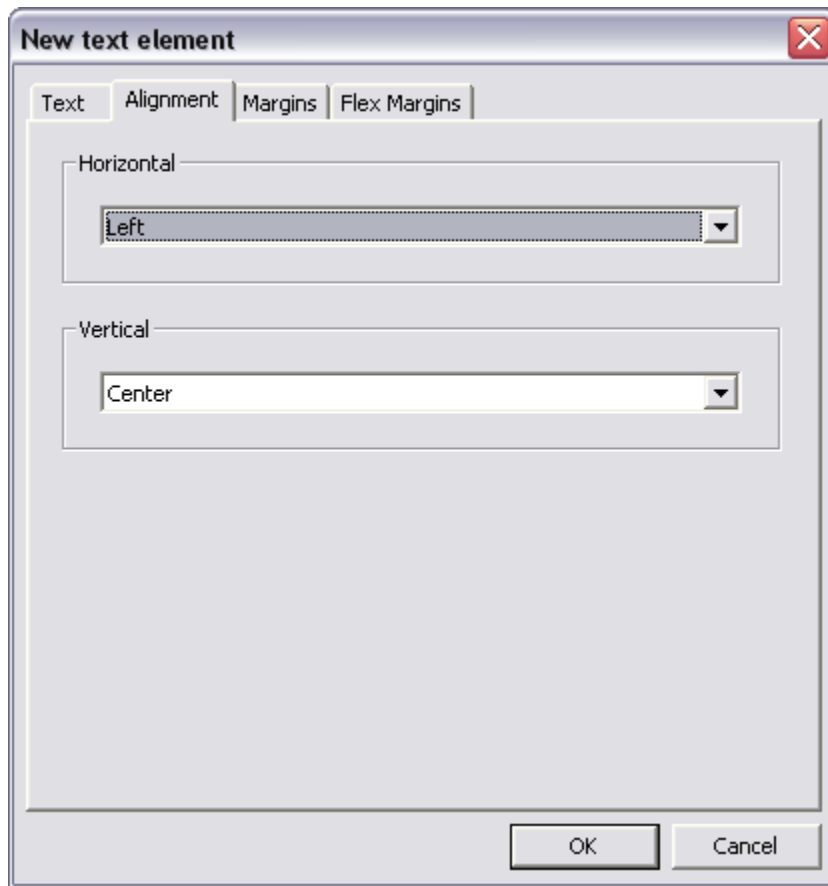 New text element
Text Alignment Margins Flex Margins
Horizontal
Left
Vertical
Center
OK Cancel